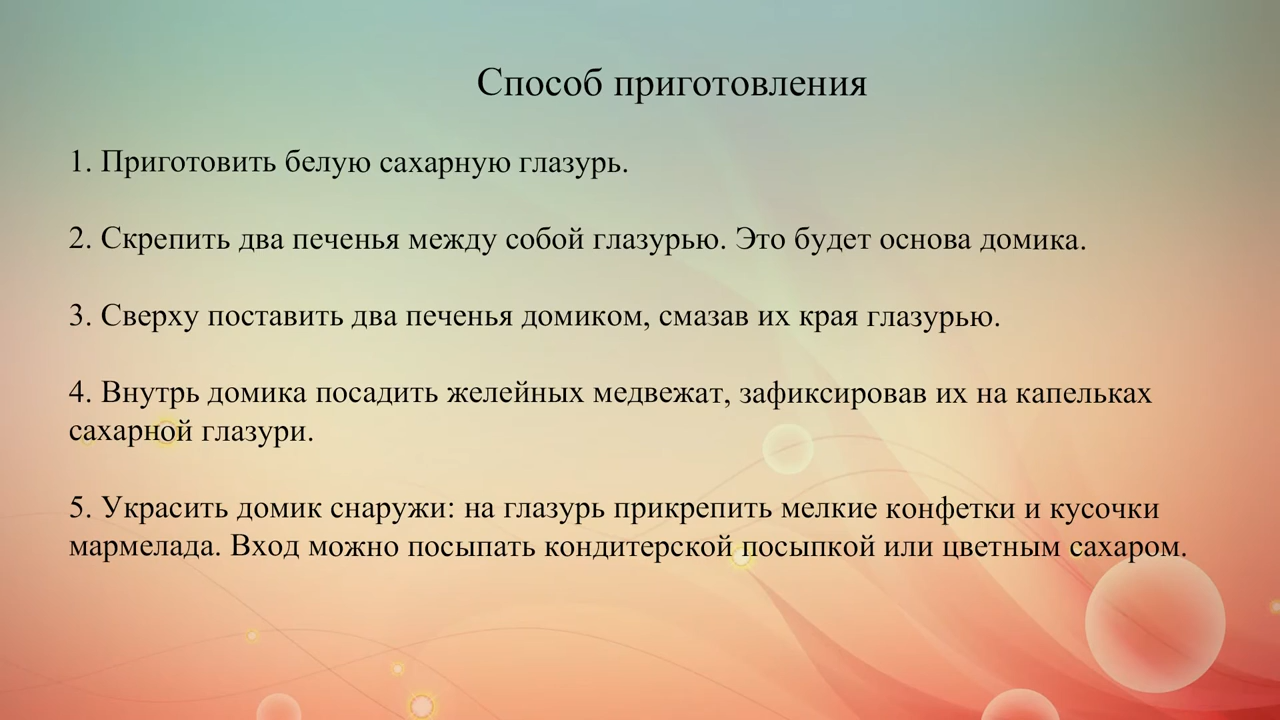 Способ приготовления
1. Приготовить белую сахарную глазурь.
2. Скрепить два печенья между собой глазурью. Это будет основа домика.
3. Сверху поставить два печенья домиком, смазав их края глазурью.
4. Внутрь домика посадить желейных медвежат, зафиксировав их на капельках
сахарной глазури.
5. Украсить домик снаружи: на глазурь прикрепить мелкие конфетки и кусочки
мармелада. Вход можно посыпать кондитерской посыпкой или цветным сахаром.